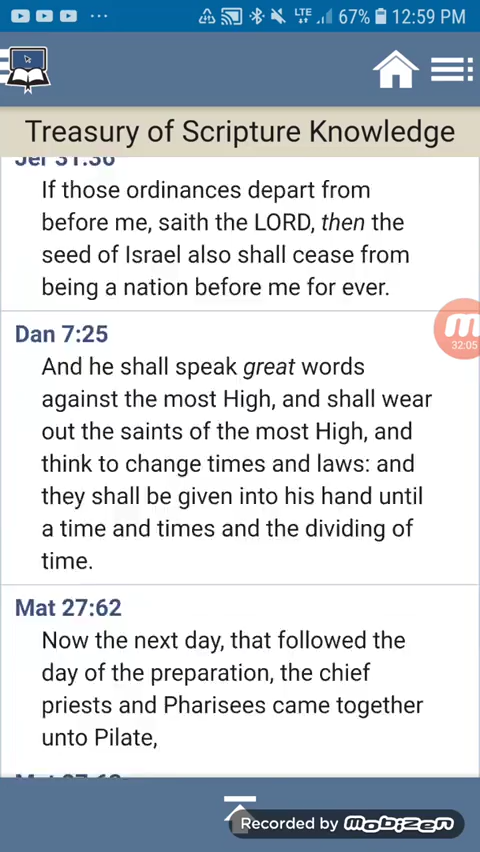 LTE 67% 12:59 PM
Treasury of Scripture Knowledge
Jer 31:36
If those ordinances depart from
before me, saith the LORD, then the
seed of Israel also shall cease from
being a nation before me for ever.
32:05
Dan 7:25
And he shall speak great words
against the most High, and shall wear
out the saints of the most High, and
think to change times and laws: and
they shall be given into his hand until
a time and times and the dividing of
time.
Mat 27:62
Now the next day, that followed the
day of the preparation, the chief
priests and Pharisees came together
unto Pilate,
Recorded by mobizen